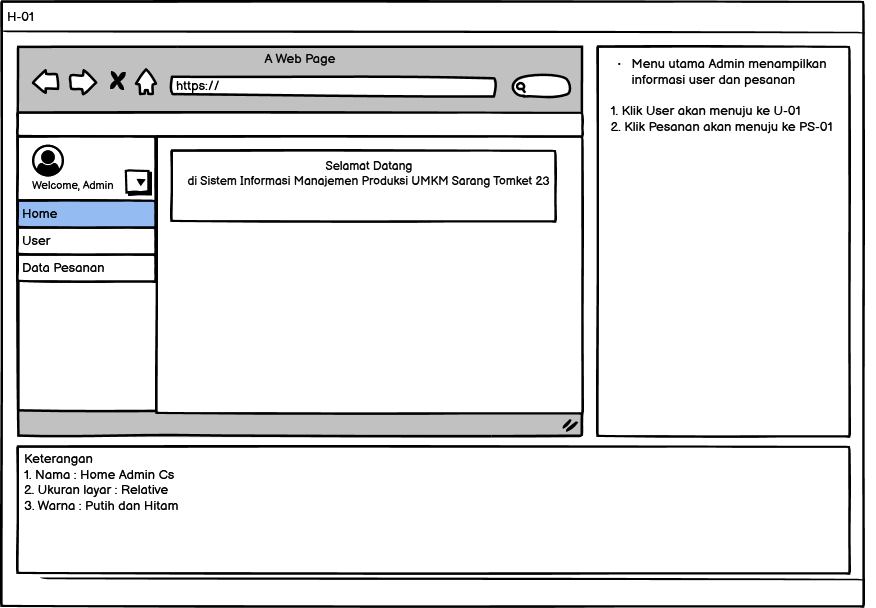 H-01
A Web Page
https://
Welcome, Admin
Home
User
Data Pesanan
Selamat Datang
di Sistem Informasi Manajemen Produksi UMKM Sarang Tomket 23
• Menu utama Admin menampilkan
informasi user dan pesanan
1. Klik User akan menuju ke U-01
2. Klik Pesanan akan menuju ke PS-01
Keterangan
1. Nama : Home Admin Cs
2. Ukuran layar : Relative
3. Warna : Putih dan Hitam